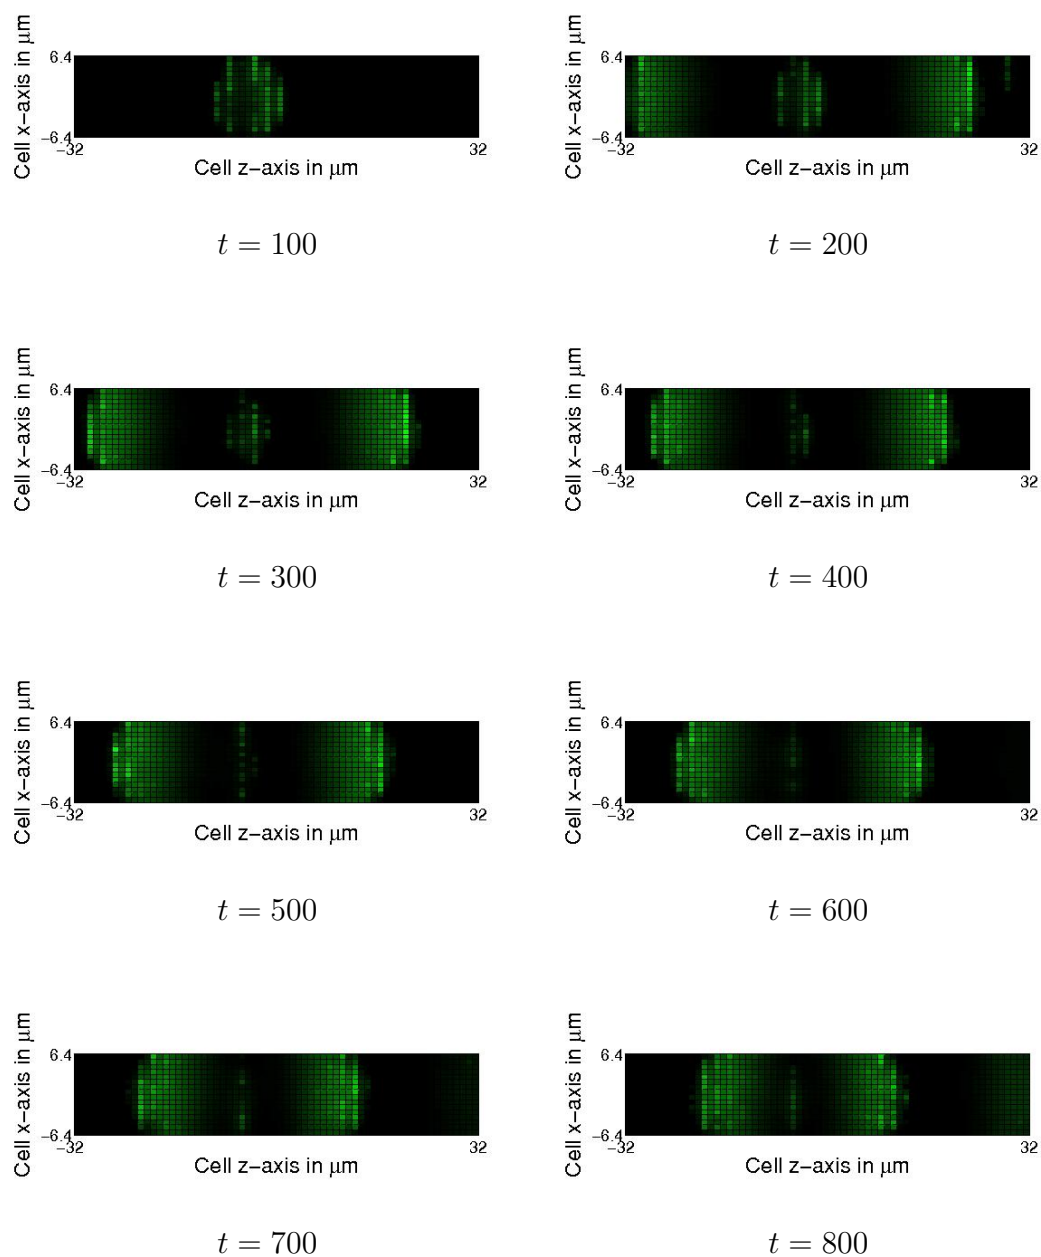 Cell x−axis in μm
6.4
−6.4
−32
32
Cell z−axis in μm
t = 100
Cell x−axis in μm
6.4
−6.4
−32
32
Cell z−axis in μm
t = 200
Cell x−axis in μm
6.4
−6.4
−32
32
Cell z−axis in μm
t = 300
Cell x−axis in μm
6.4
−6.4
−32
32
Cell z−axis in μm
t = 400
Cell x−axis in μm
6.4
−6.4
−32
32
Cell z−axis in μm
t = 500
Cell x−axis in μm
6.4
−6.4
−32
32
Cell z−axis in μm
t = 600
Cell x−axis in μm
6.4
−6.4
−32
32
Cell z−axis in μm
t = 700
Cell x−axis in μm
6.4
−6.4
−32
32
Cell z−axis in μm
t = 800